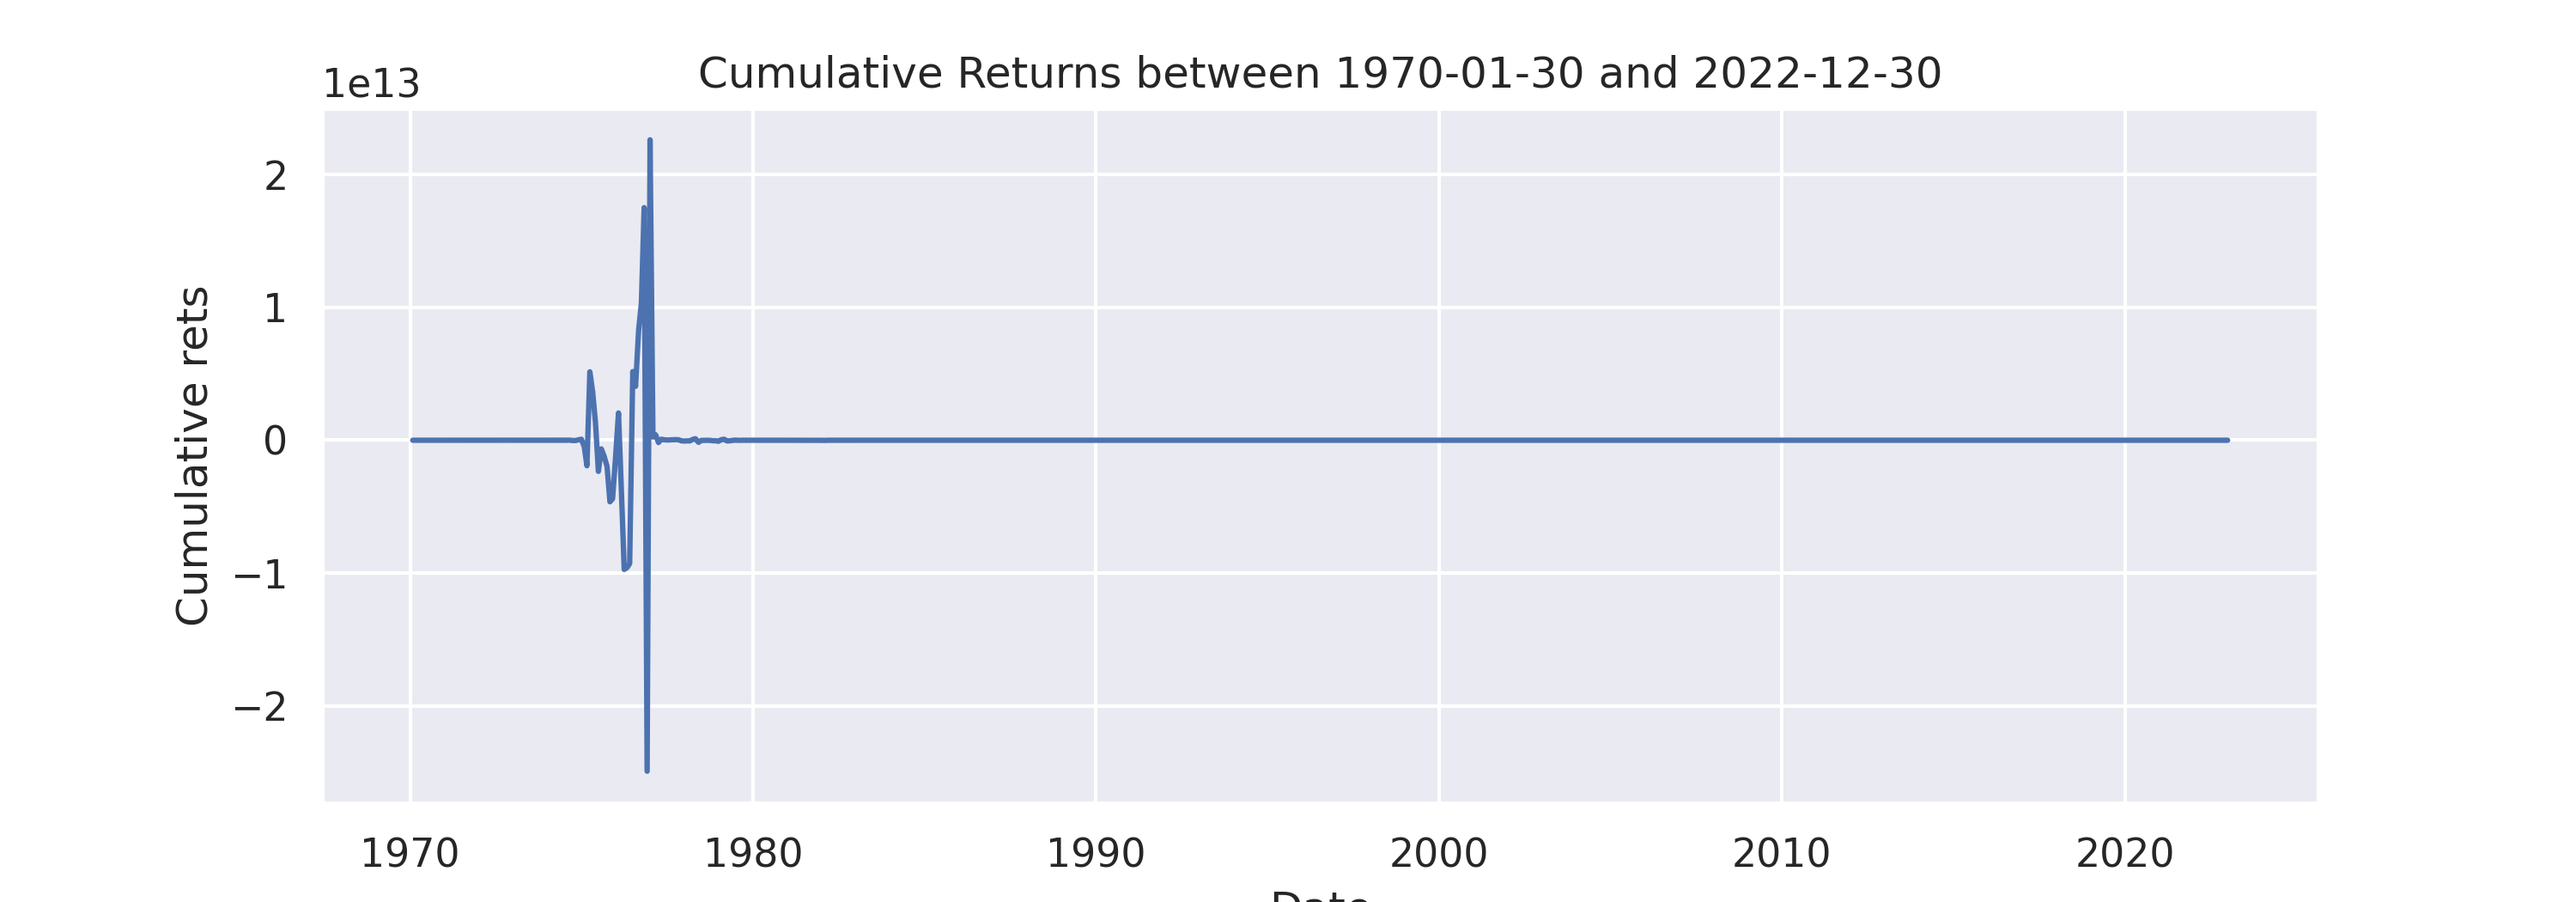 Cumulative Returns between 1970-01-30 and 2022-12-30
1e13
2
1
0
−1
−2
Cumulative rets
1970 1980 1990 2000 2010 2020
Date